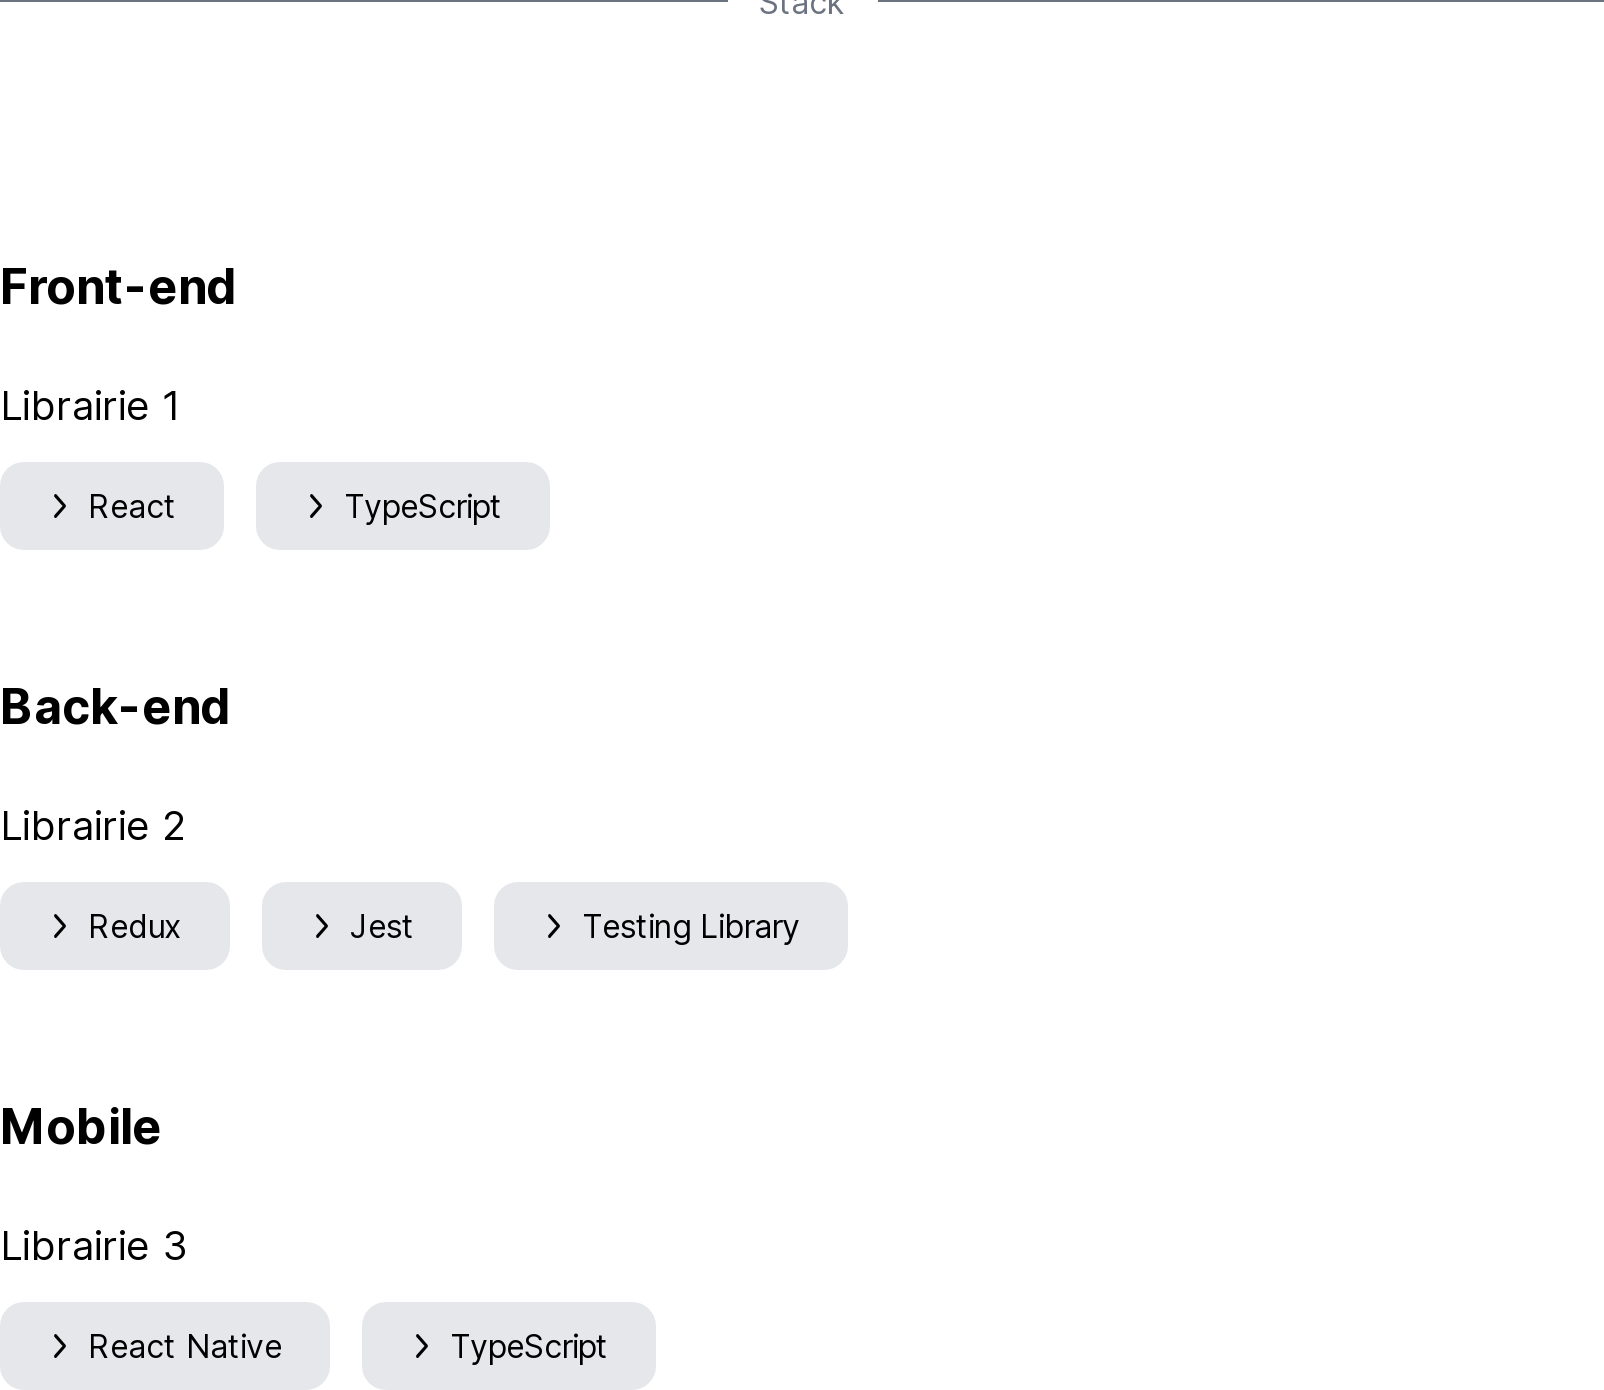 Stack
Front-end
Librairie 1
React TypeScript
Back-end
Librairie 2
Redux Jest Testing Library
Mobile
Librairie 3
React Native TypeScript